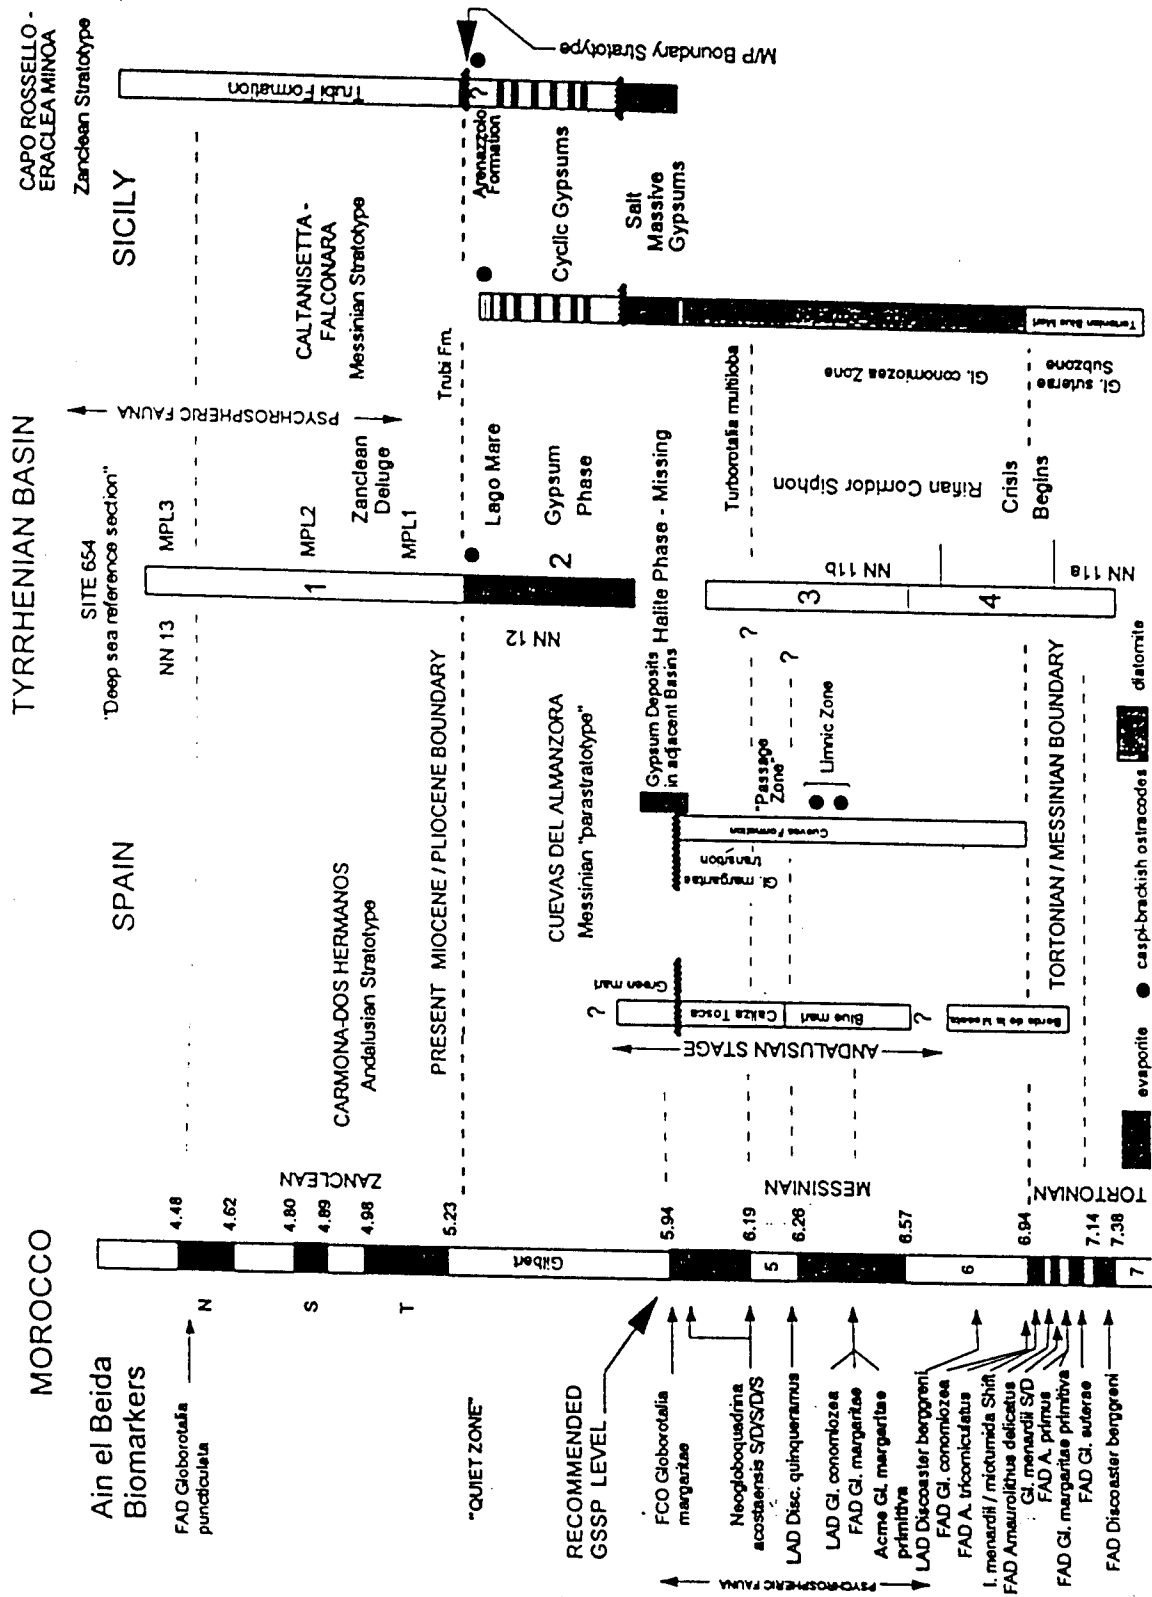 MOROCCO
Ain el Beida
Biomarkers
FAD Globorotalia
puncticulata
"QUIET ZONE"
RECOMMENDED
GSSP LEVEL
FCO Globorotalia
margaritae
Neogloboquadrina
acostaensis S/D/S/D/S
LAD Disc. quinqueramus
LAD Gl. conomiozea
FAD Gl. margaritae
Acme Gl. margaritae
primitiva
LAD Discoaster berggreni
FAD Gl. conomiozea
FAD A. tricorniculatus
I. menardii / miotumida Shift
FAD Amaurolithus delicatus
Gl. menardii S/D
FAD A. primus
FAD Gl. margaritae primitiva
FAD Gl. suterae
FAD Discoaster berggreni
PSYCHROSPHERIC FAUNA
N
S
T
Gilbert
5
6
7
4.48
4.62
4.80
4.89
4.98
5.23
5.94
6.19
6.26
6.57
6.94
7.14
7.38
ZANCLEAN
MESSINIAN
TORTONIAN
SPAIN
CARMONA-DOS HERMANOS
Andalusian Stratotype
PRESENT MIOCENE / PLIOCENE BOUNDARY
ANDALUSIAN STAGE
?
Green marl
Caliza Tosca
Blue marl
?
Borde de la Meseta
CUEVAS DEL ALMANZORA
Messinian "parastratotype"
Gl. margaritae
transition
Cuevas Formation
Gypsum Deposits
in adjacent Basins
"Passage
Zone"
Limnic Zone
?
?
TORTONIAN / MESSINIAN BOUNDARY
evaporite
caspi-brackish ostracodes
diatomite
TYRRHENIAN BASIN
SITE 654
"Deep sea reference section"
NN 13
MPL3
1
MPL2
MPL1
Zanclean
Deluge
PSYCHROSPHERIC FAUNA
NN 12
2
Lago Mare
Gypsum
Phase
Halite Phase - Missing
3
4
NN 11b
NN 11a
Turborotalia multiloba
Rifian Corridor Siphon
Crisis
Begins
SICILY
CALTANISETTA -
FALCONARA
Messinian Stratotype
Trubi Fm.
Gl. conomiozea Zone
Gl. suterae
Subzone
Tortonian Blue Marl
Cyclic Gypsums
Salt
Massive
Gypsums
Arenazzolo
Formation
CAPO ROSSELLO -
ERACLEA MINOA
Zanclean Stratotype
Trubi Formation
?
M/P Boundary Stratotype